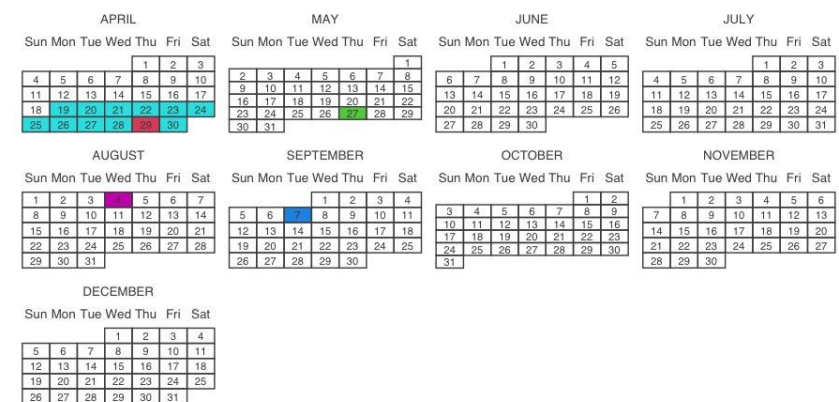 APRIL MAY JUNE JULY
Sun Mon Tue Wed Thu Fri Sat Sun Mon Tue Wed Thu Fri Sat Sun Mon Tue Wed Thu Fri Sat Sun Mon Tue Wed Thu Fri Sat
1 2 3 1 1 2 3 4 5 1 2 3
4 5 6 7 8 9 10 2 3 4 5 6 7 8 6 7 8 9 10 11 12 4 5 6 7 8 9 10
11 12 13 14 15 16 17 9 10 11 12 13 14 15 13 14 15 16 17 18 19 11 12 13 14 15 16 17
18 19 20 21 22 23 24 16 17 18 19 20 21 22 20 21 22 23 24 25 26 18 19 20 21 22 23 24
25 26 27 28 29 30 23 24 25 26 27 28 29 27 28 29 30 25 26 27 28 29 30 31
30 31
AUGUST SEPTEMBER OCTOBER NOVEMBER
Sun Mon Tue Wed Thu Fri Sat Sun Mon Tue Wed Thu Fri Sat Sun Mon Tue Wed Thu Fri Sat Sun Mon Tue Wed Thu Fri Sat
1 2 3 4 5 6 7 1 2 3 4 1 2 1 2 3 4 5 6
8 9 10 11 12 13 14 5 6 7 8 9 10 11 3 4 5 6 7 8 9 7 8 9 10 11 12 13
15 16 17 18 19 20 21 12 13 14 15 16 17 18 10 11 12 13 14 15 16 14 15 16 17 18 19 20
22 23 24 25 26 27 28 19 20 21 22 23 24 25 17 18 19 20 21 22 23 21 22 23 24 25 26 27
29 30 31 26 27 28 29 30 24 25 26 27 28 29 30 28 29 30
31
DECEMBER
Sun Mon Tue Wed Thu Fri Sat
1 2 3 4
5 6 7 8 9 10 11
12 13 14 15 16 17 18
19 20 21 22 23 24 25
26 27 28 29 30 31